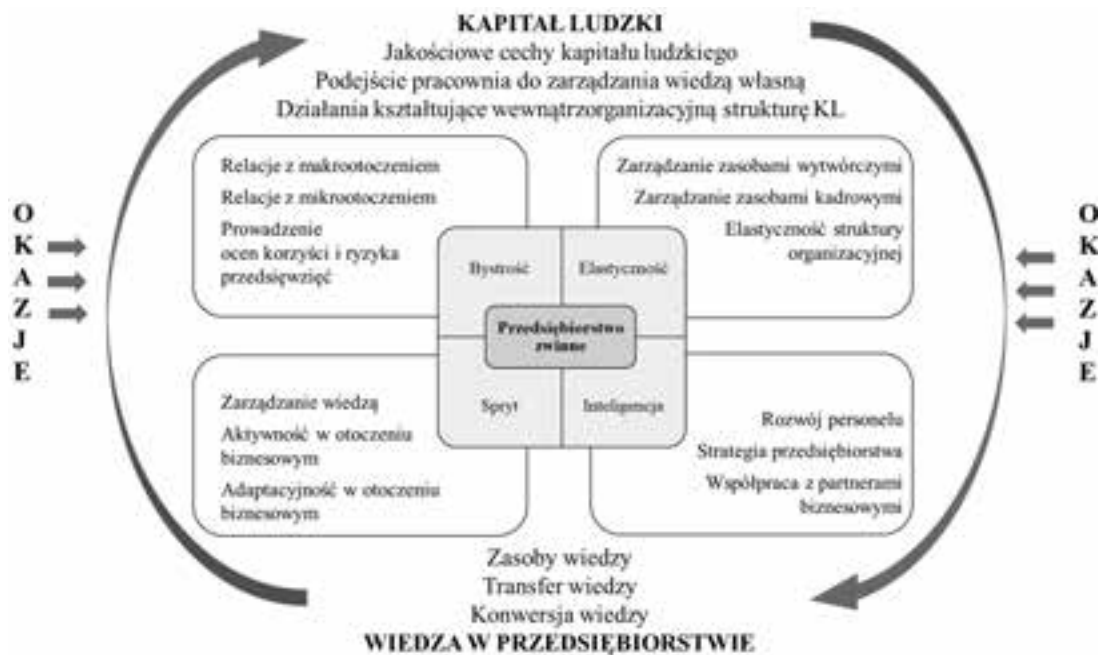 KAPITAŁ LUDZKI
Jakościowe cechy kapitału ludzkiego
Podejście pracownia do zarządzania wiedzą własną
Działania kształtujące wewnątrzorganizacyjną strukturę KL
Relacje z makrootoczeniem
Relacje z mikrootoczeniem
Prowadzenie
ocen korzyści i ryzyka
przedsięwzięć
Zarządzanie zasobami wytwórczymi
Zarządzanie zasobami kadrowymi
Elastyczność struktury
organizacyjnej
OKAZJE
Bystrość
Elastyczność
Przedsiębiorstwo
zwinne
Spryt
Inteligencja
OKAZJE
Zarządzanie wiedzą
Aktywność w otoczeniu
biznesowym
Adaptacyjność w otoczeniu
biznesowym
Rozwój personelu
Strategia przedsiębiorstwa
Współpraca z partnerami
biznesowymi
Zasoby wiedzy
Transfer wiedzy
Konwersja wiedzy
WIEDZA W PRZEDSIĘBIORSTWIE